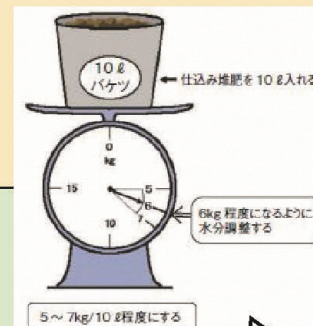 10ℓ
バケツ
仕込み堆肥を10ℓ入れる
0
kg
15
5
6
7
10
6kg程度になるように
水分調整する
5〜7kg/10ℓ程度にする